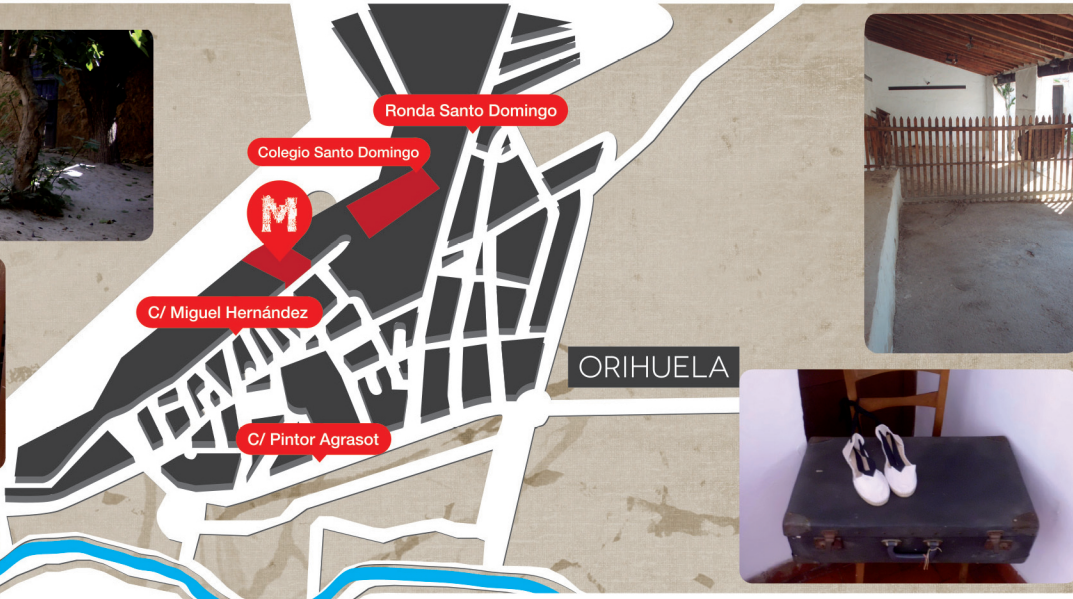 Ronda Santo Domingo
Colegio Santo Domingo
M
C/ Miguel Hernández
ORIHUELA
C/ Pintor Agrasot